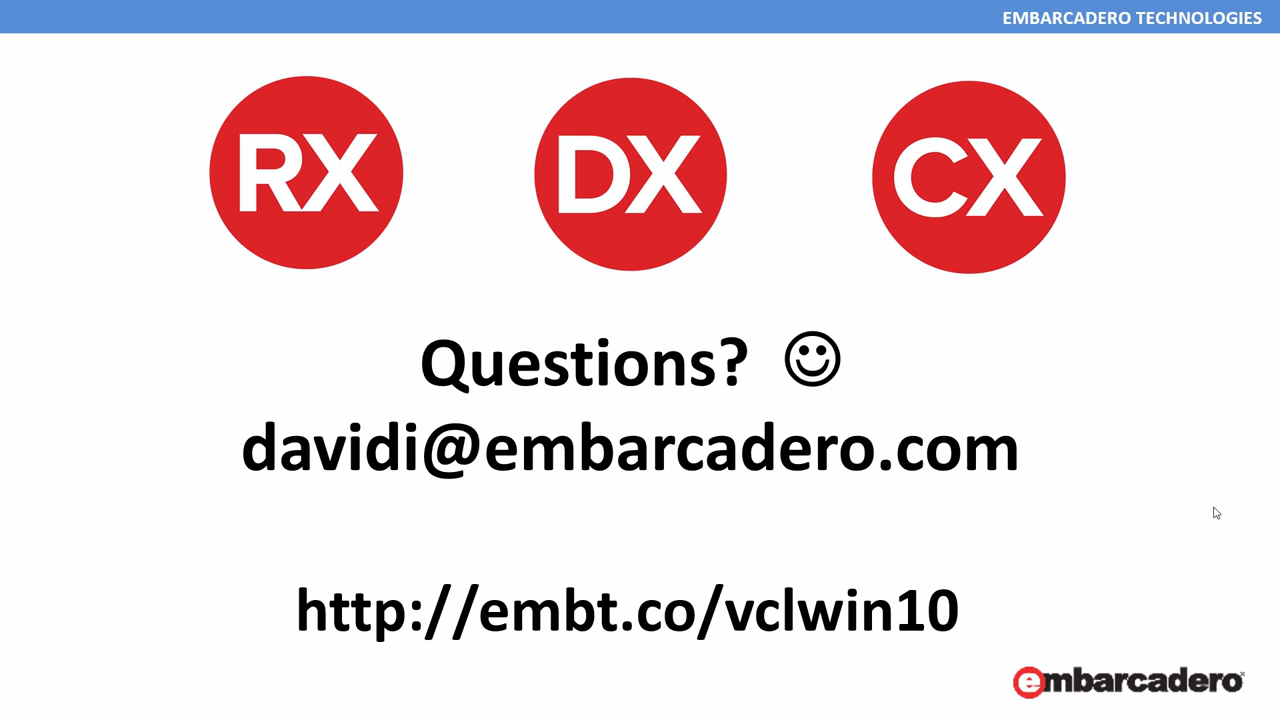 EMBARCADERO TECHNOLOGIES
RX DX CX
Questions? ☺
davidi@embarcadero.com
http://embt.co/vclwin10
embarcadero